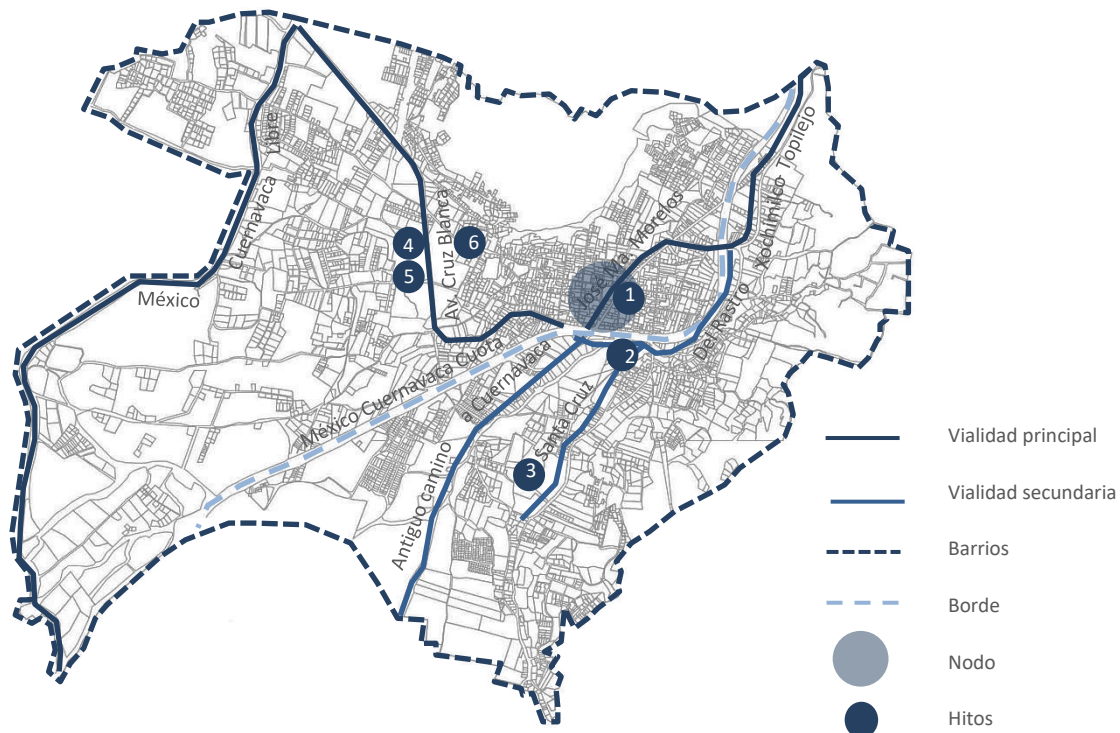 Cuernavaca Libre
México
Av. Cruz Blanca
José Ma. Morelos
Xochimilco Topilejo
Del Rastro
México Cuernavaca Cuota
Antiguo camino a Cuernavaca
Santa Cruz
4
6
5
1
2
3
Vialidad principal
Vialidad secundaria
Barrios
Borde
Nodo
Hitos